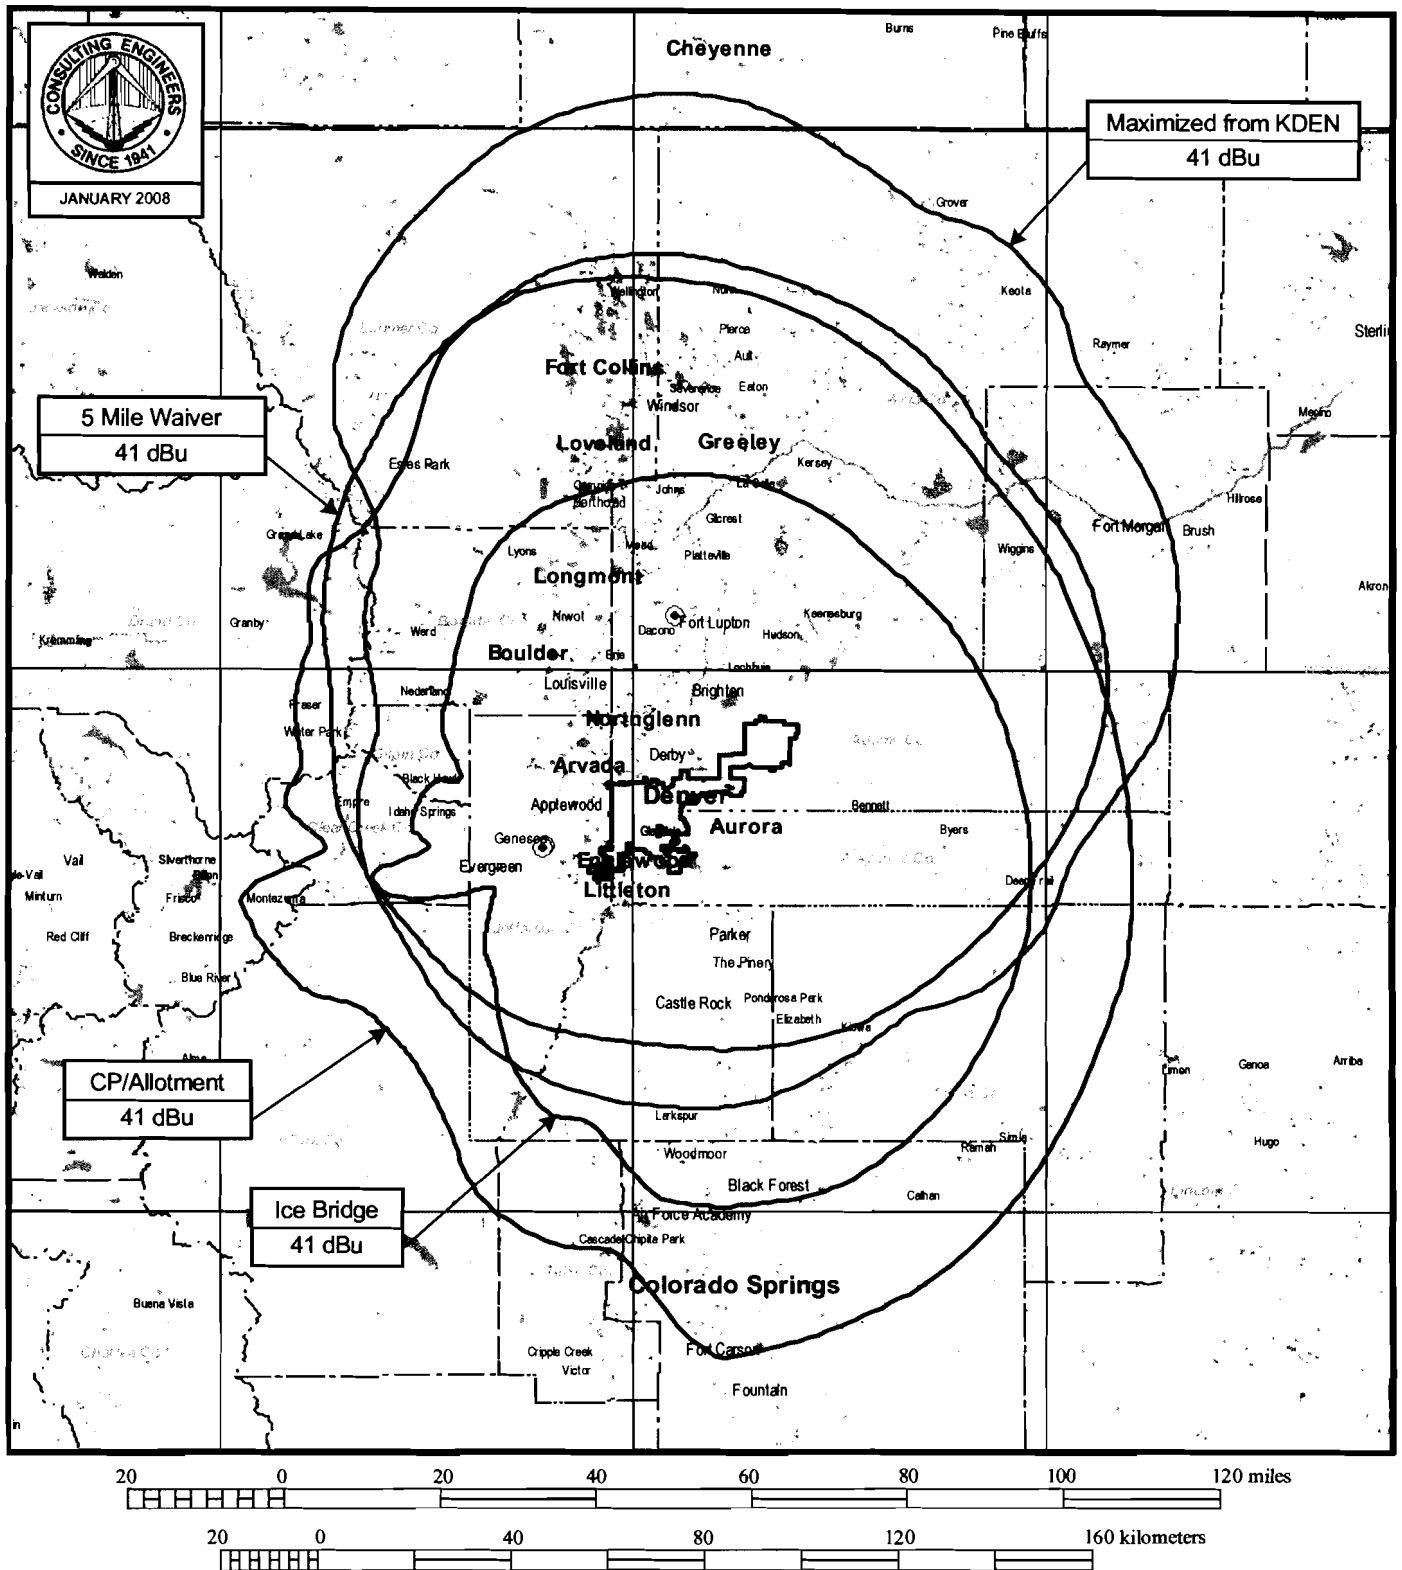 CONSULTING ENGINEERS
SINCE 1941
JANUARY 2008
Cheyenne
Burns
Pine Bluffs
Maximized from KDEN
41 dBu
Grover
Walden
Keota
Wellington
Larimer Co
Pierce
Raymer
Ault
Fort Collins
Severance
Eaton
Windsor
5 Mile Waiver
41 dBu
Merino
Loveland
Greeley
Estes Park
Kersey
La Salle
Johns
Berthoud
Hillrose
Gilcrest
Fort Morgan
Brush
Grand Lake
Lyons
Mead
Platteville
Wiggins
Longmont
Akron
Niwot
Keenesburg
Granby
Ward
Dacono
Fort Lupton
Hudson
Kremmling
Boulder
Erie
Lochbuie
Louisville
Brighton
Nederland
Fraser
Northglenn
Winter Park
Derby
Arvada
Black Hawk
Denver
Empire
Idaho Springs
Applewood
Bennett
Aurora
Byers
Genesee
Vail
Silverthorne
Englewood
Evergreen
Minturn
Frisco
Montezuma
Littleton
Deer Trail
Red Cliff
Breckenridge
Parker
The Pinery
Blue River
Castle Rock
Ponderosa Park
Elizabeth
Kiowa
Alma
CP/Allotment
41 dBu
Limon
Genoa
Arriba
Larkspur
Simla
Ramah
Hugo
Woodmoor
Black Forest
Calhan
Ice Bridge
41 dBu
Air Force Academy
Cascade-Chipita Park
Colorado Springs
Buena Vista
Cripple Creek
Victor
Fort Carson
Fountain
20 0 20 40 60 80 100 120 miles
20 0 40 80 120 160 kilometers